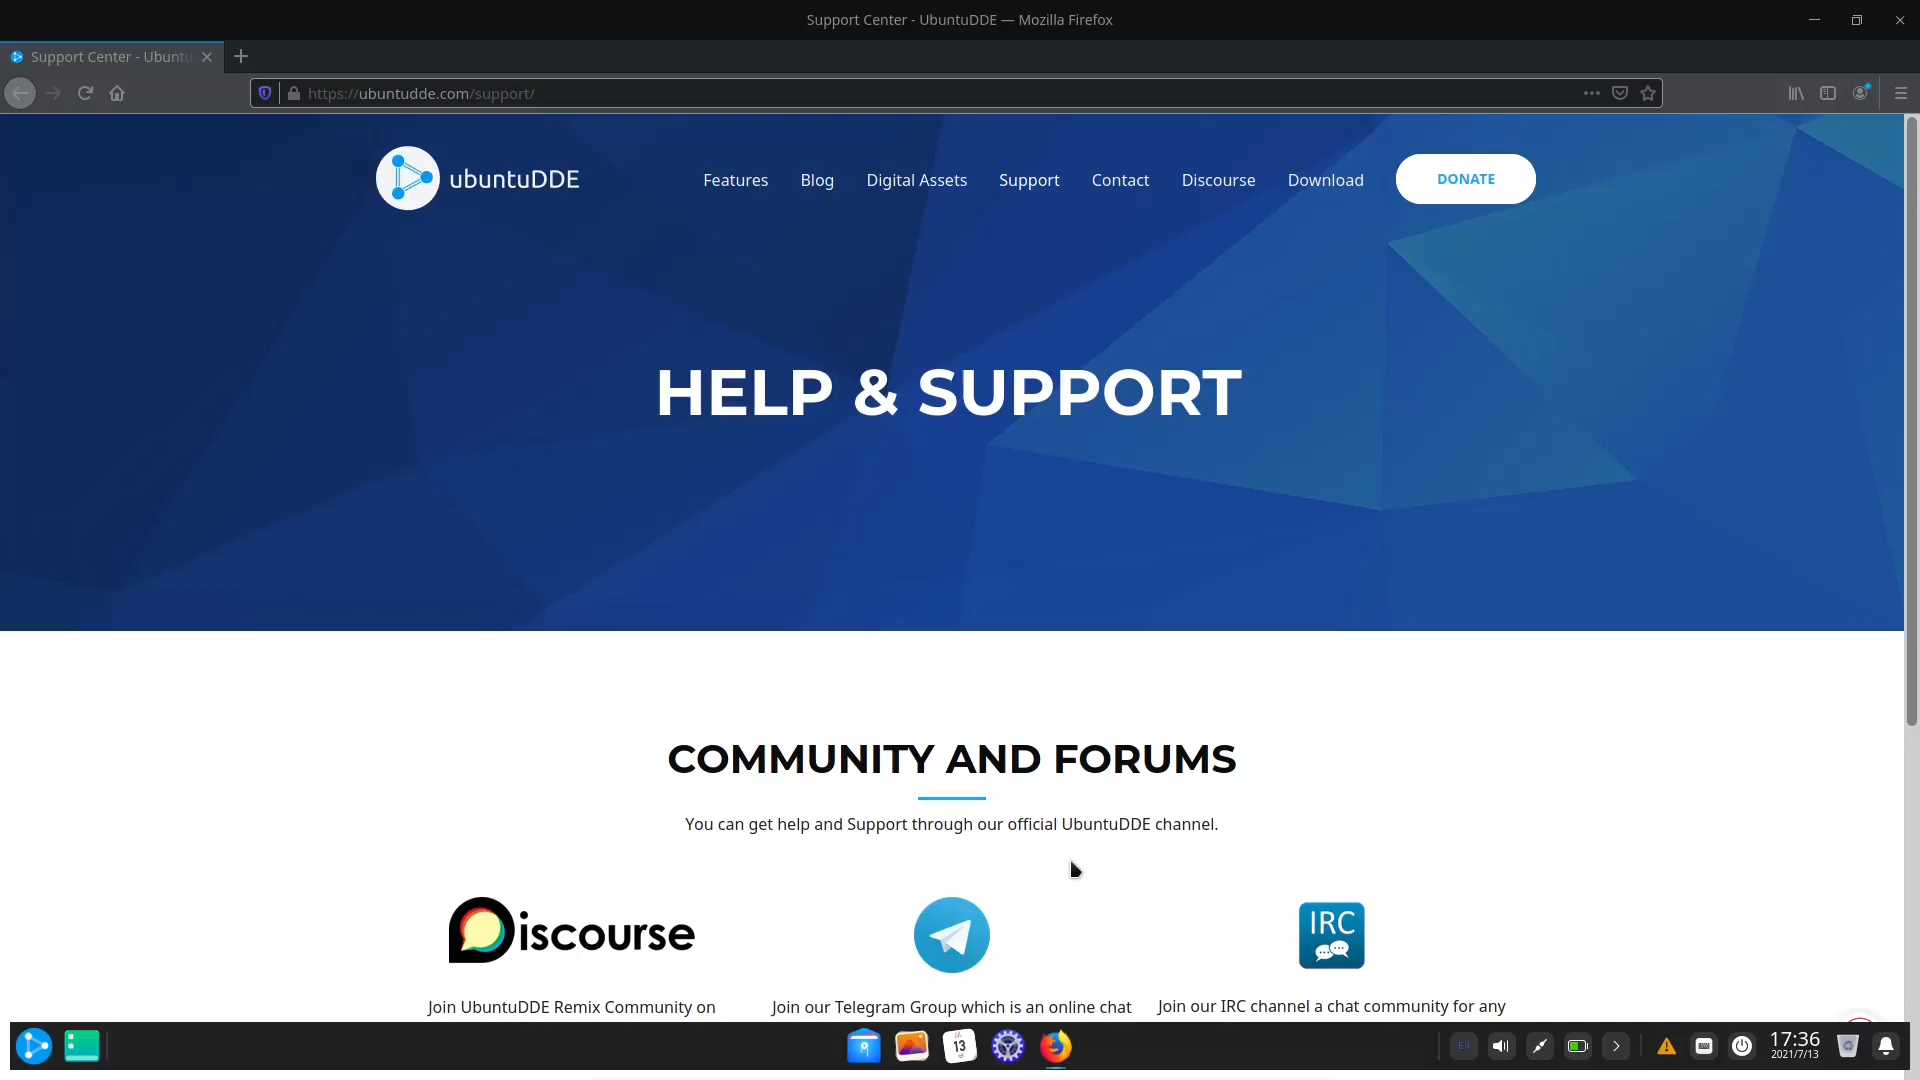 Support Center - UbuntuDDE — Mozilla Firefox
Support Center - Ubuntu
https://ubuntudde.com/support/
ubuntuDDE
Features
Blog
Digital Assets
Support
Contact
Discourse
Download
DONATE
HELP & SUPPORT
COMMUNITY AND FORUMS
You can get help and Support through our official UbuntuDDE channel.
iscourse
IRC
Join UbuntuDDE Remix Community on
Join our Telegram Group which is an online chat
Join our IRC channel a chat community for any
13
En
17:36
2021/7/13